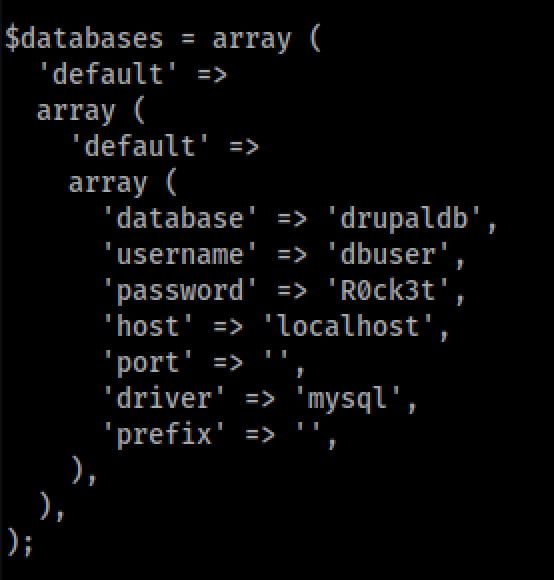 $databases = array (
  'default' =>
  array (
    'default' =>
    array (
      'database' => 'drupaldb',
      'username' => 'dbuser',
      'password' => 'R0ck3t',
      'host' => 'localhost',
      'port' => '',
      'driver' => 'mysql',
      'prefix' => '',
    ),
  ),
);